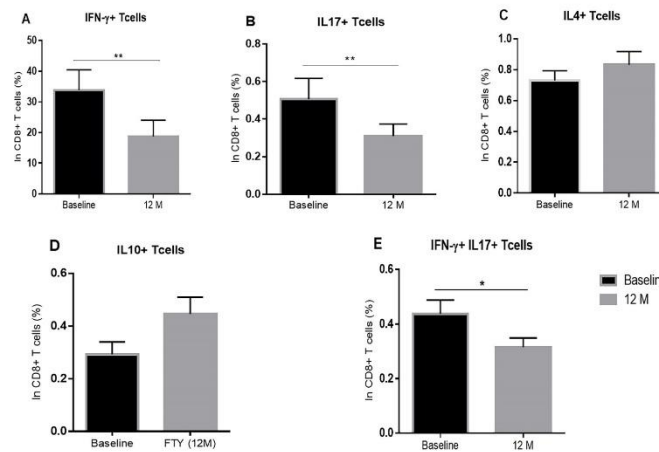 A
IFN-γ+ Tcells
In CD8+ T cells (%)
50
40
30
20
10
0
**
Baseline
12 M
B
IL17+ Tcells
In CD8+ T cells (%)
0.8
0.6
0.4
0.2
0.0
**
Baseline
12 M
C
IL4+ Tcells
In CD8+ T cells (%)
1.0
0.8
0.6
0.4
0.2
0.0
Baseline
12 M
D
IL10+ Tcells
In CD8+ T cells (%)
0.6
0.4
0.2
0.0
Baseline
FTY (12M)
E
IFN-γ+ IL17+ Tcells
In CD8+ T cells (%)
0.6
0.4
0.2
0.0
*
Baseline
12 M
Baselin
12 M